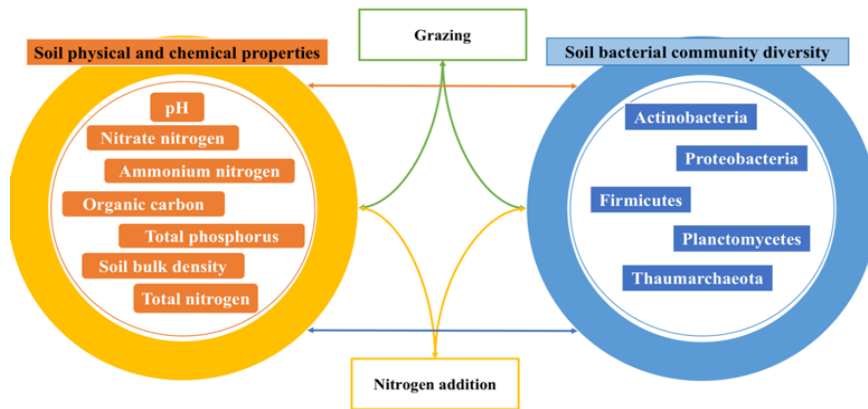 Grazing
Soil physical and chemical properties
pH
Nitrate nitrogen
Ammonium nitrogen
Organic carbon
Total phosphorus
Soil bulk density
Total nitrogen
Soil bacterial community diversity
Actinobacteria
Proteobacteria
Firmicutes
Planctomycetes
Thaumarchaeota
Nitrogen addition